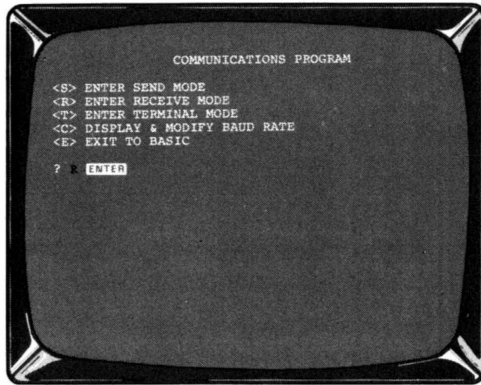 COMMUNICATIONS PROGRAM
<S> ENTER SEND MODE
<R> ENTER RECEIVE MODE
<T> ENTER TERMINAL MODE
<C> DISPLAY & MODIFY BAUD RATE
<E> EXIT TO BASIC
? R ENTER